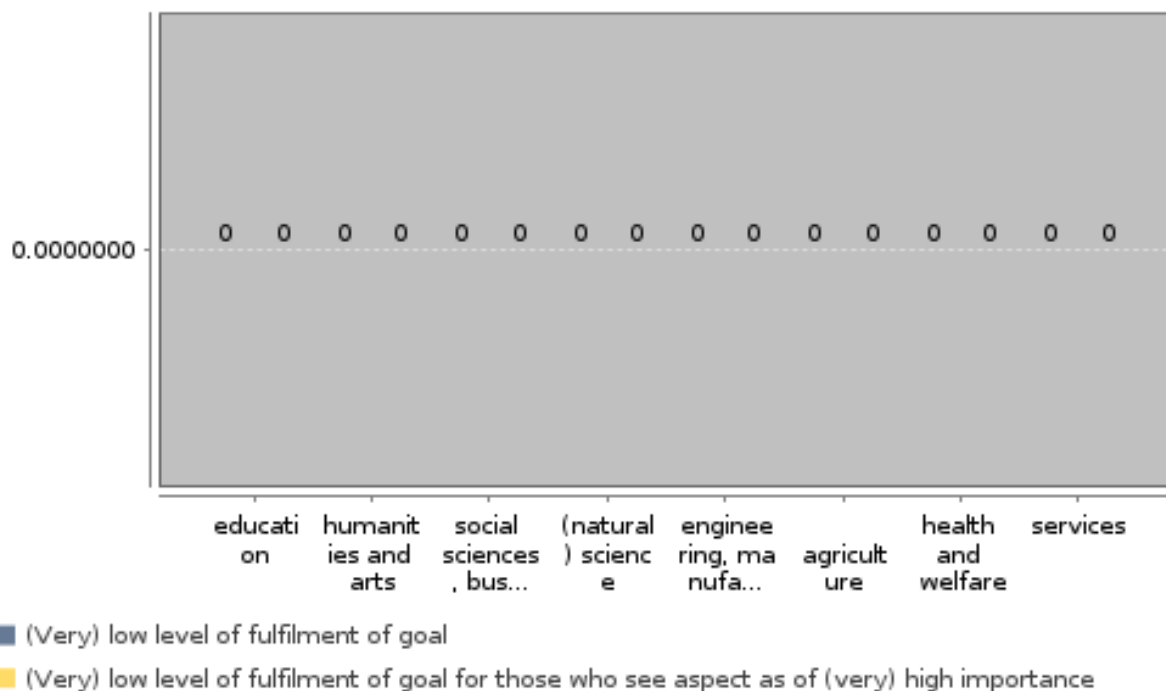 0 0 0 0 0 0 0 0 0 0 0 0 0 0 0 0
0.0000000
educati
on
humanit
ies and
arts
social
sciences
, bus...
(natural
) scienc
e
enginee
ring, ma
nufa...
agricult
ure
health
and
welfare
services
(Very) low level of fulfilment of goal
(Very) low level of fulfilment of goal for those who see aspect as of (very) high importance